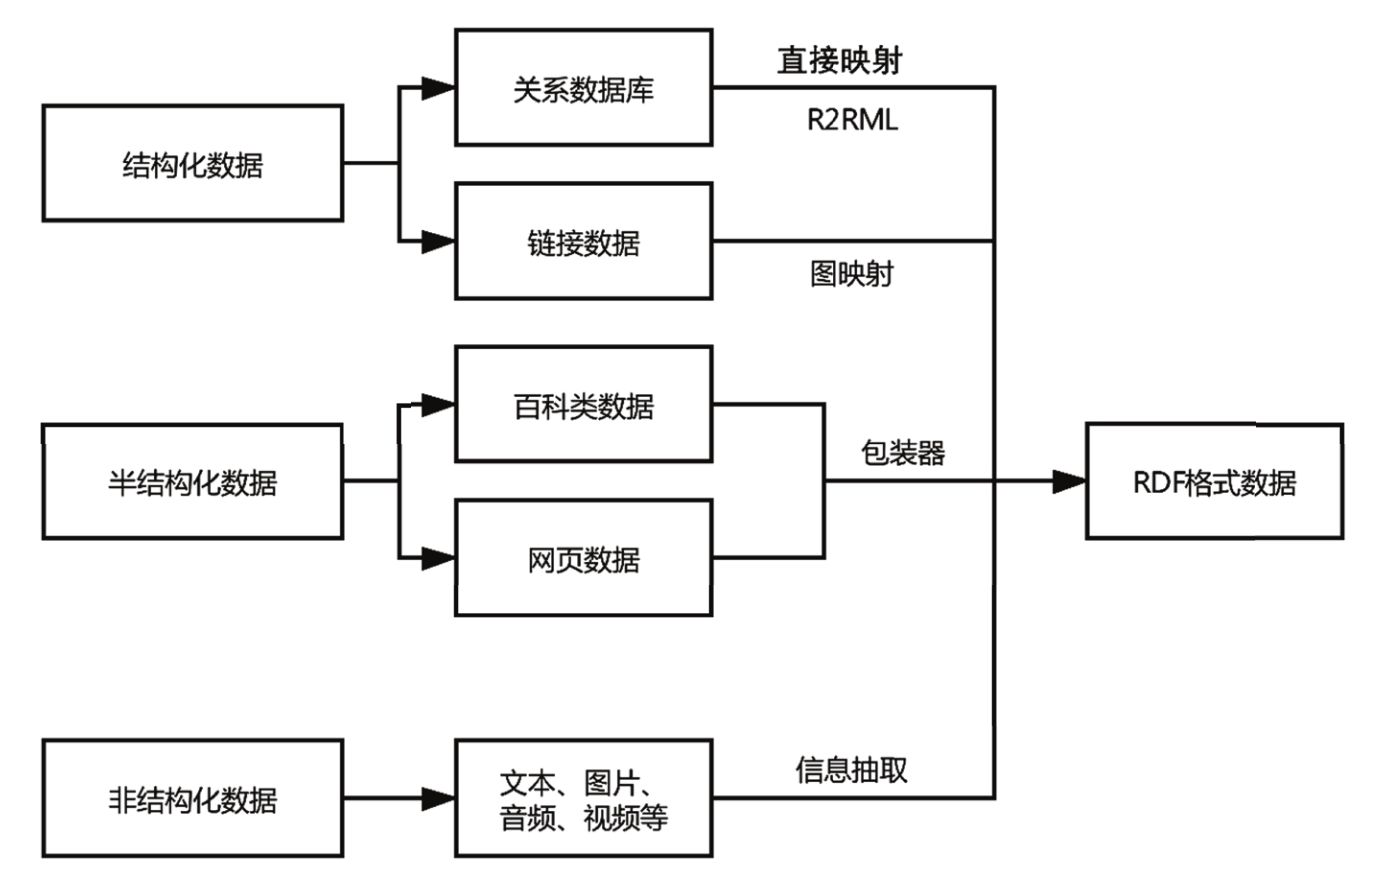 直接映射
关系数据库
R2RML
结构化数据
链接数据
图映射
百科类数据
包装器
半结构化数据
RDF格式数据
网页数据
信息抽取
非结构化数据
文本、图片、
音频、视频等